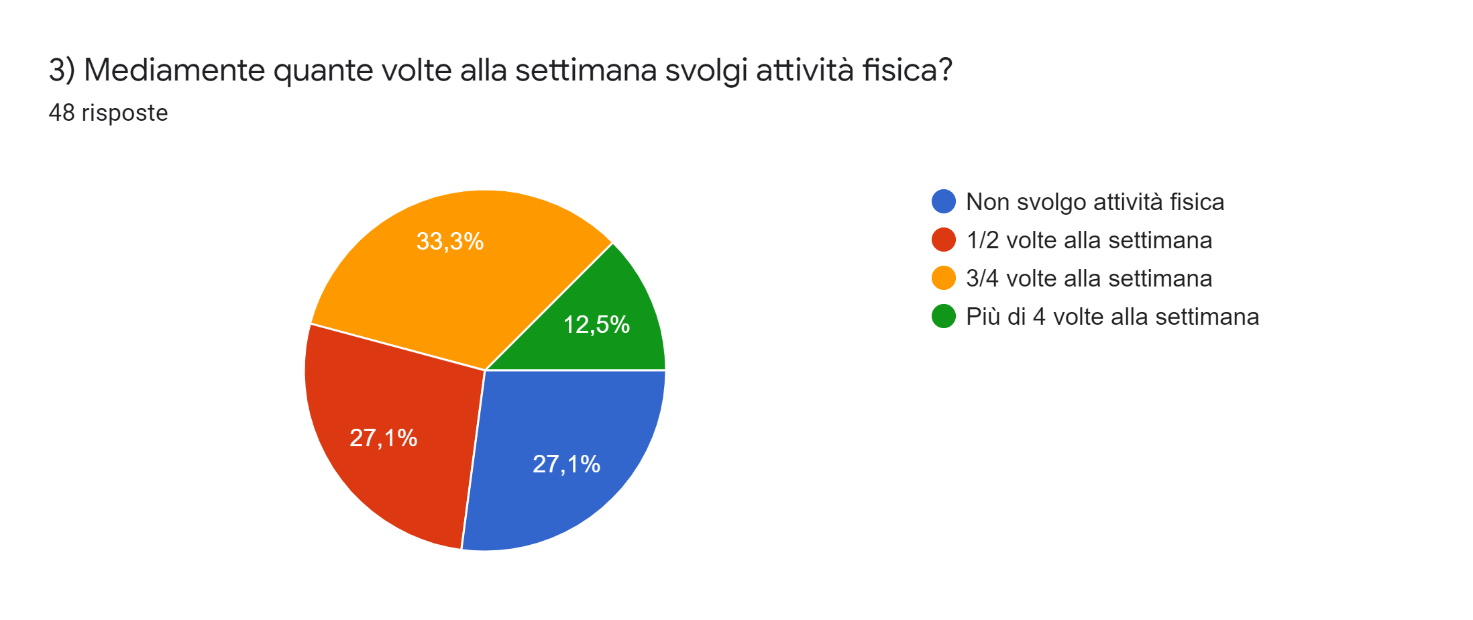 3) Mediamente quante volte alla settimana svolgi attività fisica?
48 risposte
33,3%
12,5%
27,1%
27,1%
Non svolgo attività fisica
1/2 volte alla settimana
3/4 volte alla settimana
Più di 4 volte alla settimana